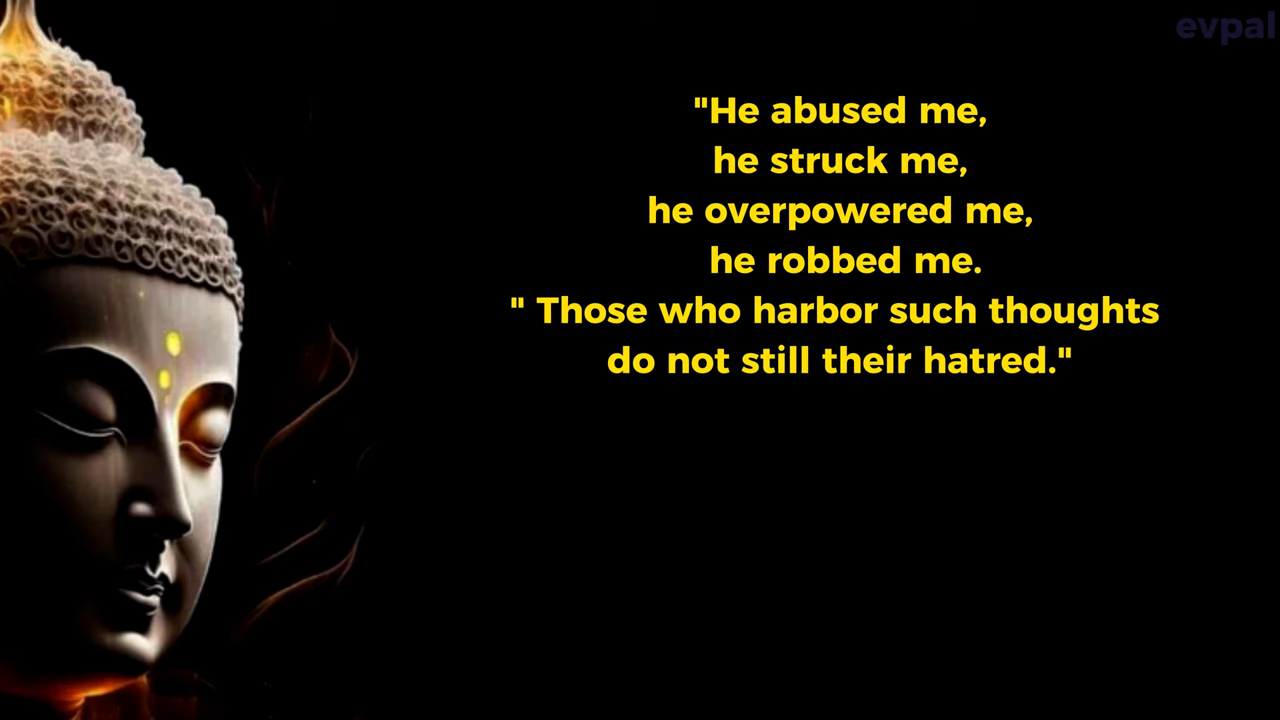 evpal
"He abused me,
he struck me,
he overpowered me,
he robbed me.
" Those who harbor such thoughts
do not still their hatred."